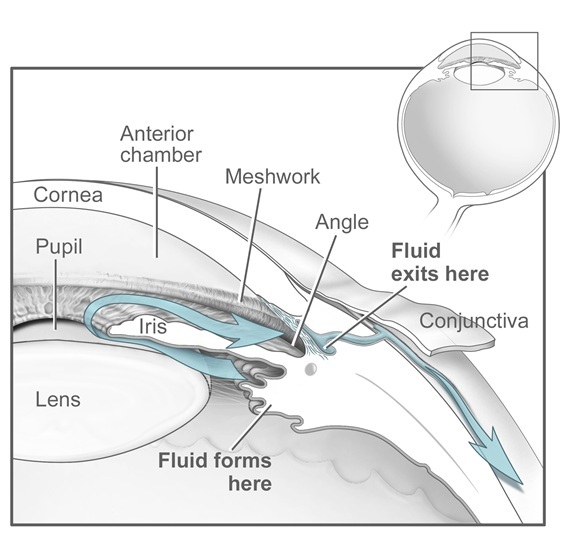 Anterior
chamber
Meshwork
Cornea
Angle
Pupil
Fluid
exits here
Conjunctiva
Iris
Lens
Fluid forms
here